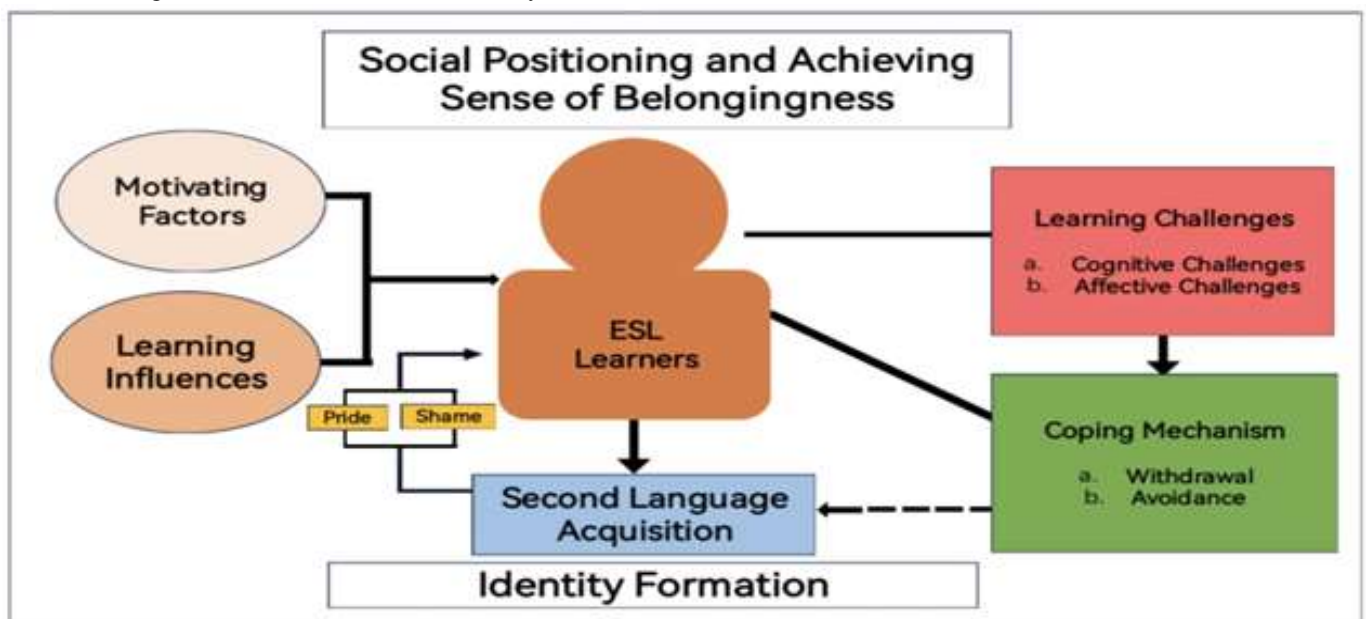 Social Positioning and Achieving
Sense of Belongingness
Motivating
Factors
Learning
Influences
Pride
Shame
ESL
Learners
Second Language
Acquisition
Identity Formation
Learning Challenges
a. Cognitive Challenges
b. Affective Challenges
Coping Mechanism
a. Withdrawal
b. Avoidance